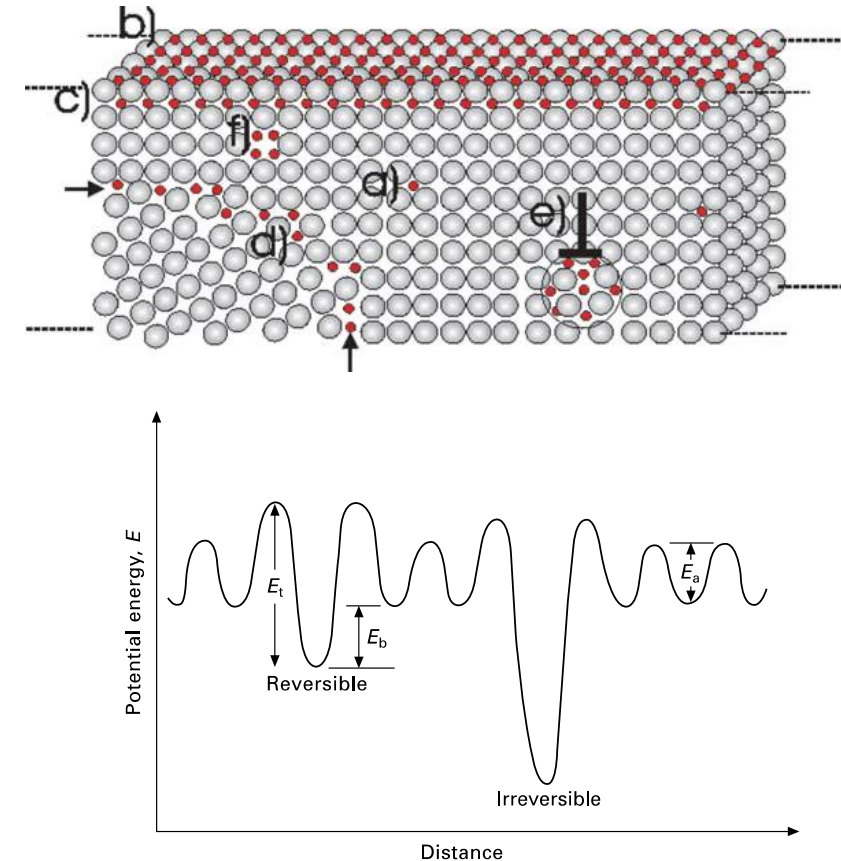 b)
c)
f)
a)
e)
d)
Potential energy, E
Et
Eb
Ea
Reversible
Irreversible
Distance